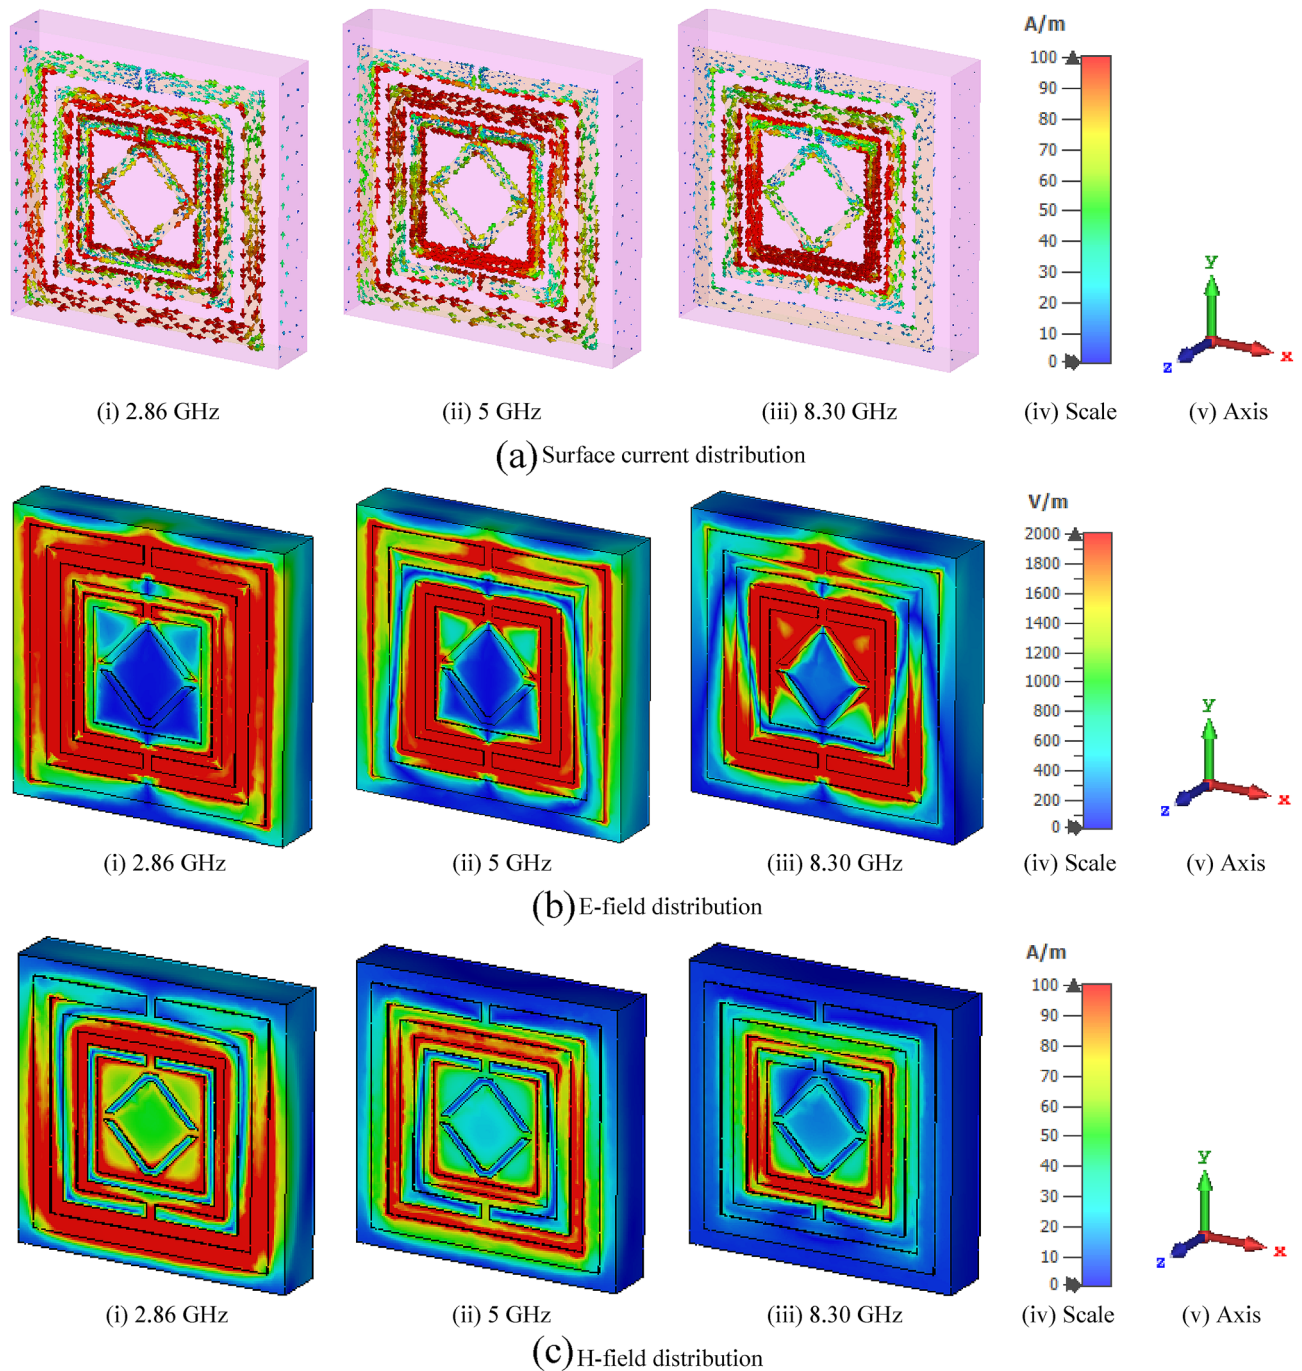 A/m
100
90
80
70
60
50
40
30
20
10
0
y
z
x
(i) 2.86 GHz
(ii) 5 GHz
(iii) 8.30 GHz
(iv) Scale
(v) Axis
(a) Surface current distribution
V/m
2000
1800
1600
1400
1200
1000
800
600
400
200
0
y
z
x
(i) 2.86 GHz
(ii) 5 GHz
(iii) 8.30 GHz
(iv) Scale
(v) Axis
(b) E-field distribution
A/m
100
90
80
70
60
50
40
30
20
10
0
y
z
x
(i) 2.86 GHz
(ii) 5 GHz
(iii) 8.30 GHz
(iv) Scale
(v) Axis
(c) H-field distribution